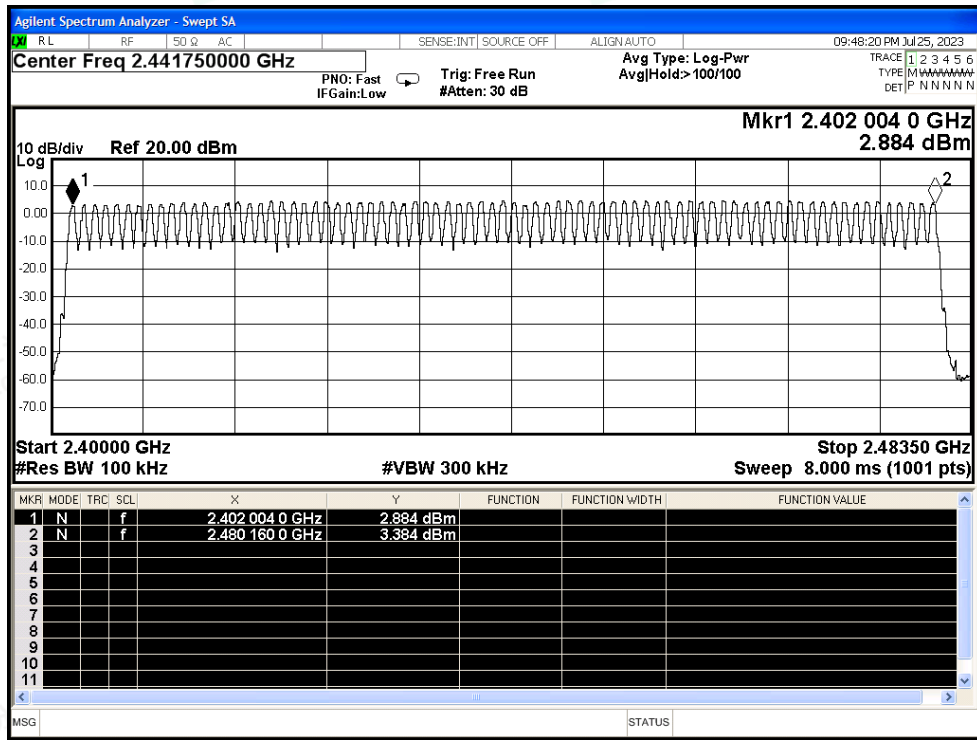 Agilent Spectrum Analyzer - Swept SA
LXI RL RF 50 Ω AC SENSE:INT SOURCE OFF ALIGN AUTO 09:48:20 PM Jul 25, 2023
Center Freq 2.441750000 GHz
PNO: Fast
IFGain:Low
Trig: Free Run
#Atten: 30 dB
Avg Type: Log-Pwr
Avg|Hold:>100/100
TRACE 1 2 3 4 5 6
TYPE
DET P N N N N N
Mkr1 2.402 004 0 GHz
2.884 dBm
10 dB/div Ref 20.00 dBm
Log
10.0
0.00
-10.0
-20.0
-30.0
-40.0
-50.0
-60.0
-70.0
1
2
Start 2.40000 GHz Stop 2.48350 GHz
#Res BW 100 kHz #VBW 300 kHz Sweep 8.000 ms (1001 pts)
MKR MODE TRC SCL X Y FUNCTION FUNCTION WIDTH FUNCTION VALUE
1 N f 2.402 004 0 GHz 2.884 dBm
2 N f 2.480 160 0 GHz 3.384 dBm
3
4
5
6
7
8
9
10
11
MSG STATUS